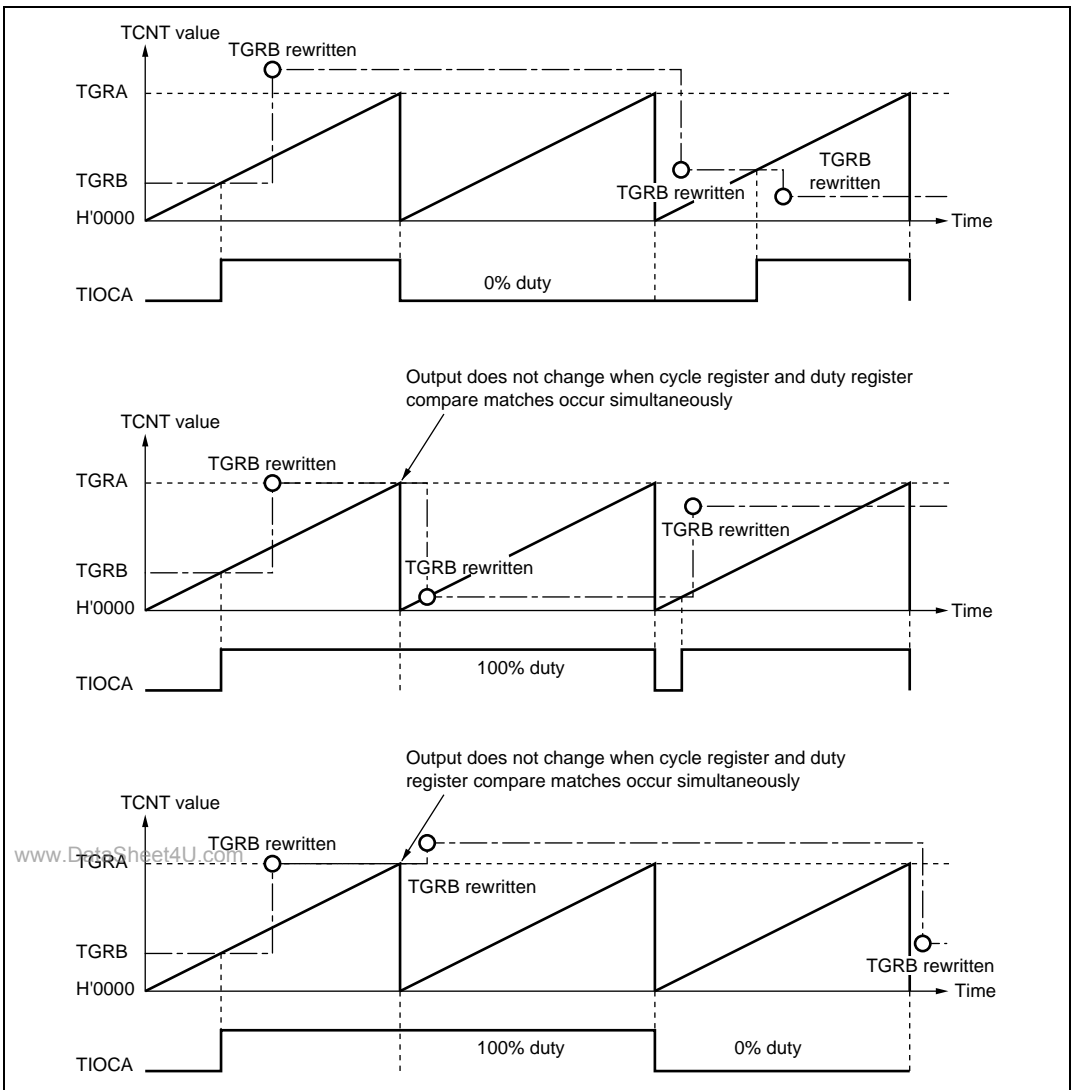 TCNT value
TGRB rewritten
TGRA
TGRB
rewritten
TGRB
TGRB rewritten
H'0000
Time
0% duty
TIOCA
Output does not change when cycle register and duty register
compare matches occur simultaneously
TCNT value
TGRB rewritten
TGRA
TGRB rewritten
TGRB
TGRB rewritten
H'0000
Time
100% duty
TIOCA
Output does not change when cycle register and duty
register compare matches occur simultaneously
TCNT value
TGRB rewritten
www.DataSheet4U.com
TGRA
TGRB rewritten
TGRB
TGRB rewritten
H'0000
Time
100% duty
0% duty
TIOCA